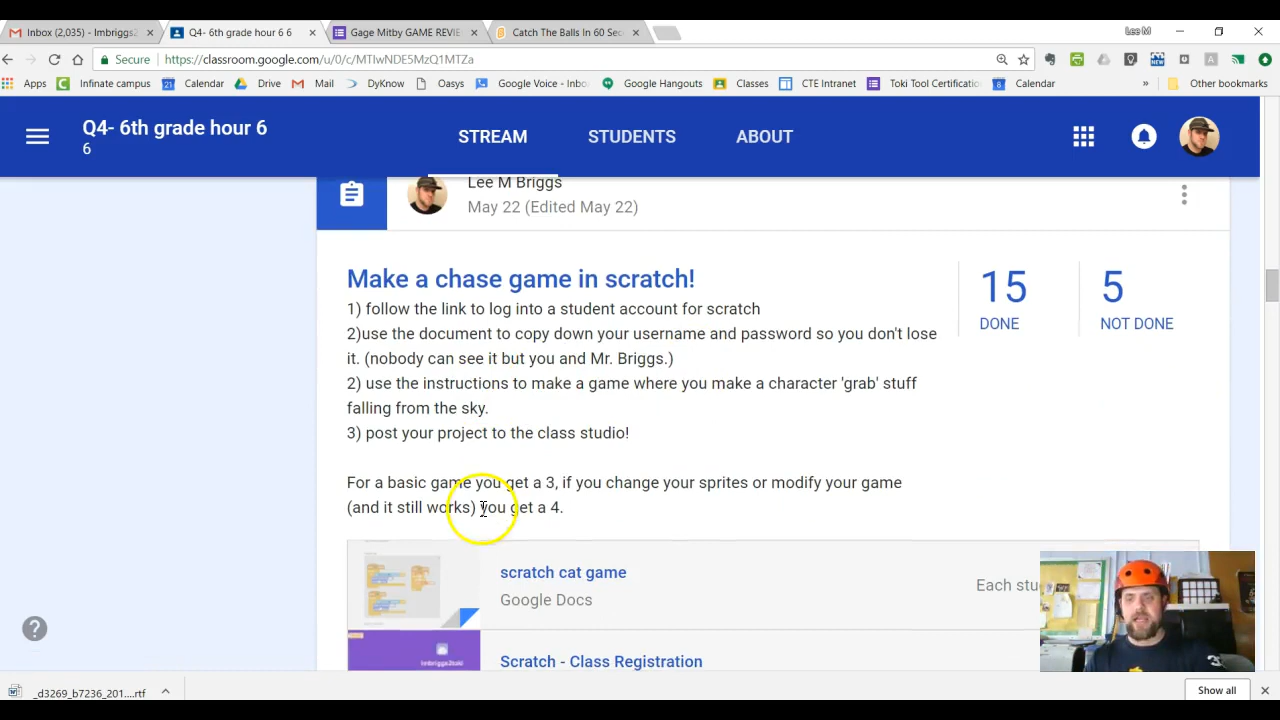 Inbox (2,035) - lmbriggs
Q4- 6th grade hour 6 6
Gage Mitby GAME REVIE
Catch The Balls In 60 Sec
Lee M
Secure
https://classroom.google.com/u/0/c/MTIwNDE5MzQ1MTZa
Apps
Infinate campus
Calendar
Drive
Mail
DyKnow
Oasys
Google Voice - Inbo
Google Hangouts
Classes
CTE Intranet
Toki Tool Certificatio
Calendar
»
Other bookmarks
Q4- 6th grade hour 6
6
STREAM
STUDENTS
ABOUT
Lee M Briggs
May 22 (Edited May 22)
Make a chase game in scratch!
1) follow the link to log into a student account for scratch
2)use the document to copy down your username and password so you don't lose
it. (nobody can see it but you and Mr. Briggs.)
2) use the instructions to make a game where you make a character 'grab' stuff
falling from the sky.
3) post your project to the class studio!
For a basic game you get a 3, if you change your sprites or modify your game
(and it still works) you get a 4.
15
DONE
5
NOT DONE
scratch cat game
Google Docs
Each stu
Scratch - Class Registration
_d3269_b7236_201....rtf
Show all